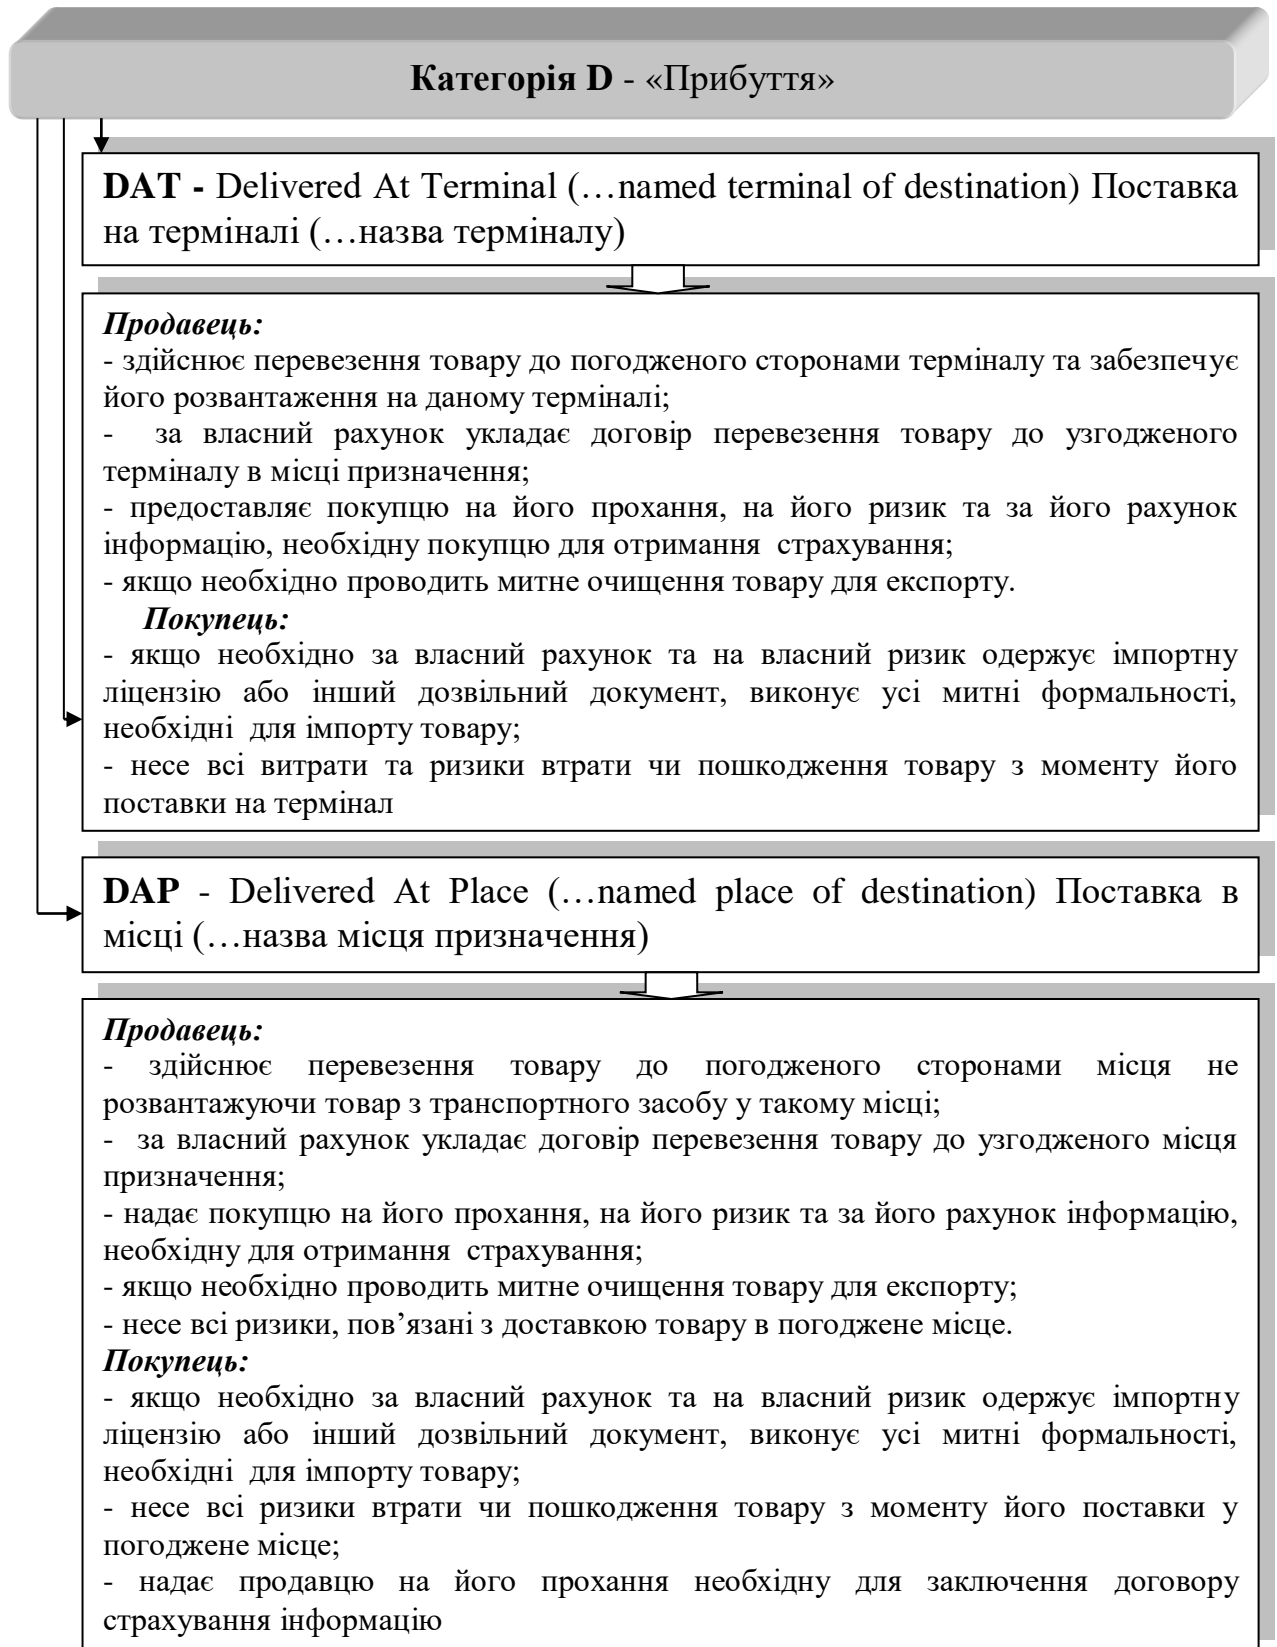 Категорія D - «Прибуття»
DAT - Delivered At Terminal (…named terminal of destination) Поставка
на терміналі (…назва терміналу)
Продавець:
- здійснює перевезення товару до погодженого сторонами терміналу та забезпечує
його розвантаження на даному терміналі;
- за власний рахунок укладає договір перевезення товару до узгодженого
терміналу в місці призначення;
- предоставляє покупцю на його прохання, на його ризик та за його рахунок
інформацію, необхідну покупцю для отримання страхування;
- якщо необхідно проводить митне очищення товару для експорту.
Покупець:
- якщо необхідно за власний рахунок та на власний ризик одержує імпортну
ліцензію або інший дозвільний документ, виконує усі митні формальності,
необхідні для імпорту товару;
- несе всі витрати та ризики втрати чи пошкодження товару з моменту його
поставки на термінал
DAP - Delivered At Place (…named place of destination) Поставка в
місці (…назва місця призначення)
Продавець:
- здійснює перевезення товару до погодженого сторонами місця не
розвантажуючи товар з транспортного засобу у такому місці;
- за власний рахунок укладає договір перевезення товару до узгодженого місця
призначення;
- надає покупцю на його прохання, на його ризик та за його рахунок інформацію,
необхідну для отримання страхування;
- якщо необхідно проводить митне очищення товару для експорту;
- несе всі ризики, пов’язані з доставкою товару в погоджене місце.
Покупець:
- якщо необхідно за власний рахунок та на власний ризик одержує імпортну
ліцензію або інший дозвільний документ, виконує усі митні формальності,
необхідні для імпорту товару;
- несе всі ризики втрати чи пошкодження товару з моменту його поставки у
погоджене місце;
- надає продавцю на його прохання необхідну для заключення договору
страхування інформацію